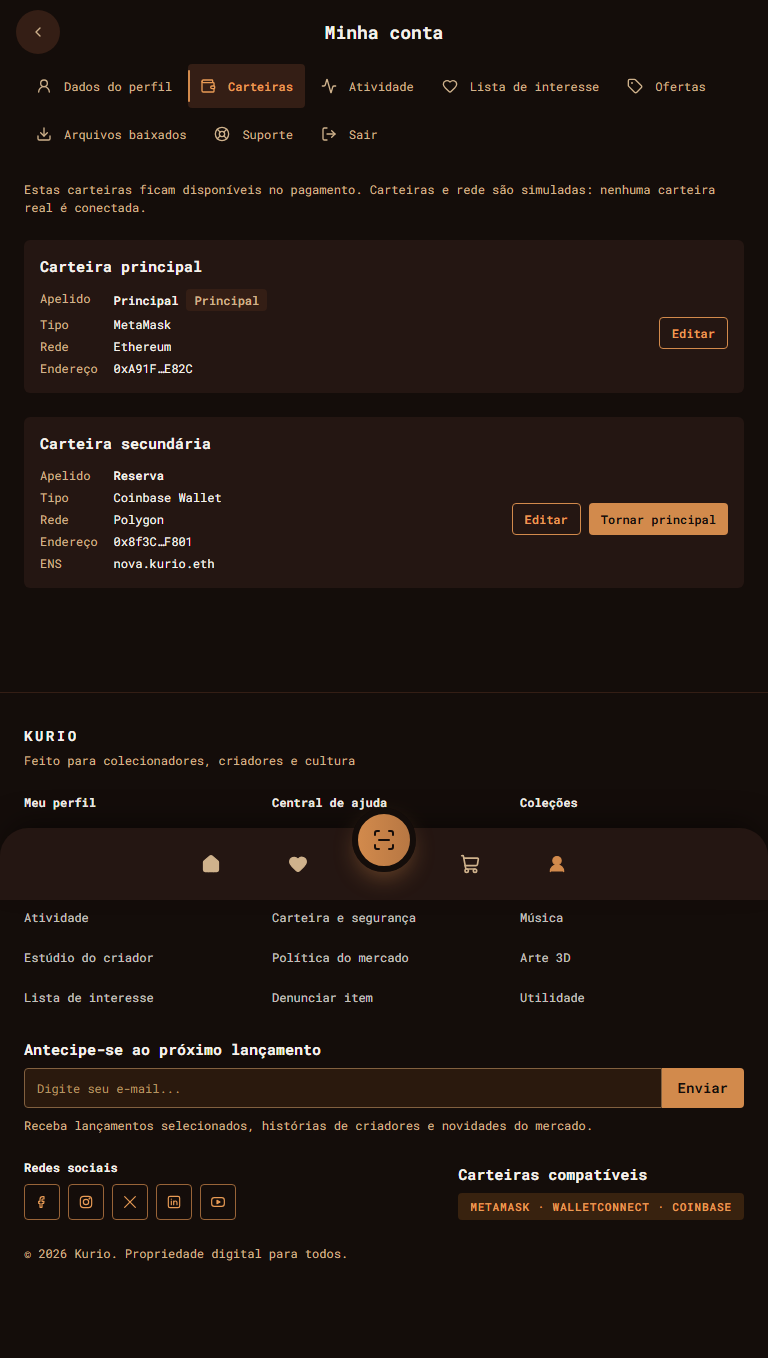 Minha conta
Dados do perfil
Carteiras
Atividade
Lista de interesse
Ofertas
Arquivos baixados
Suporte
Sair
Estas carteiras ficam disponíveis no pagamento. Carteiras e rede são simuladas: nenhuma carteira
real é conectada.
Carteira principal
Apelido Principal Principal
Tipo MetaMask
Rede Ethereum
Endereço 0xA91F…E82C
Editar
Carteira secundária
Apelido Reserva
Tipo Coinbase Wallet
Rede Polygon
Endereço 0x8f3C…F801
ENS nova.kurio.eth
Editar
Tornar principal
KURIO
Feito para colecionadores, criadores e cultura
Meu perfil Central de ajuda Coleções
Atividade Carteira e segurança Música
Estúdio do criador Política do mercado Arte 3D
Lista de interesse Denunciar item Utilidade
Antecipe-se ao próximo lançamento
Digite seu e-mail... Enviar
Receba lançamentos selecionados, histórias de criadores e novidades do mercado.
Redes sociais
Carteiras compatíveis
METAMASK · WALLETCONNECT · COINBASE
© 2026 Kurio. Propriedade digital para todos.